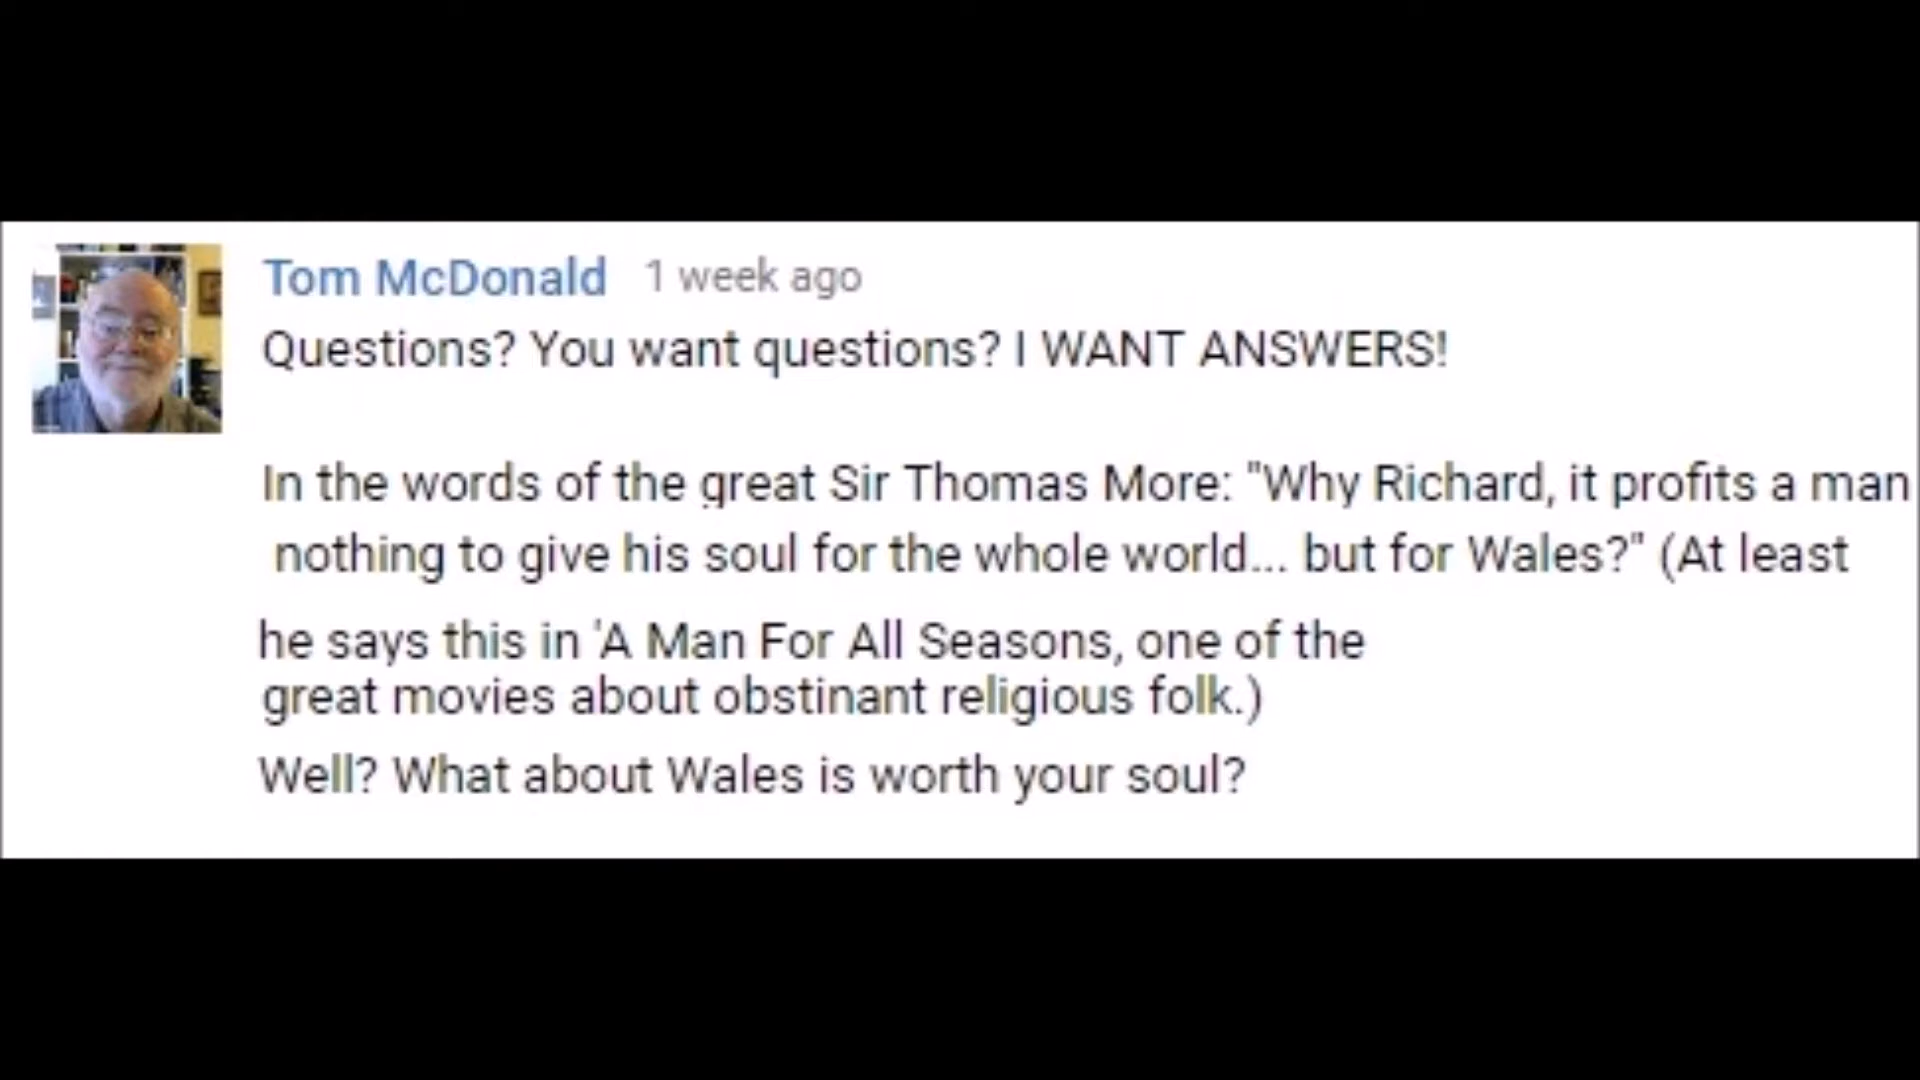 Tom McDonald 1 week ago
Questions? You want questions? I WANT ANSWERS!
In the words of the great Sir Thomas More: "Why Richard, it profits a man
nothing to give his soul for the whole world... but for Wales?" (At least
he says this in 'A Man For All Seasons, one of the
great movies about obstinant religious folk.)
Well? What about Wales is worth your soul?